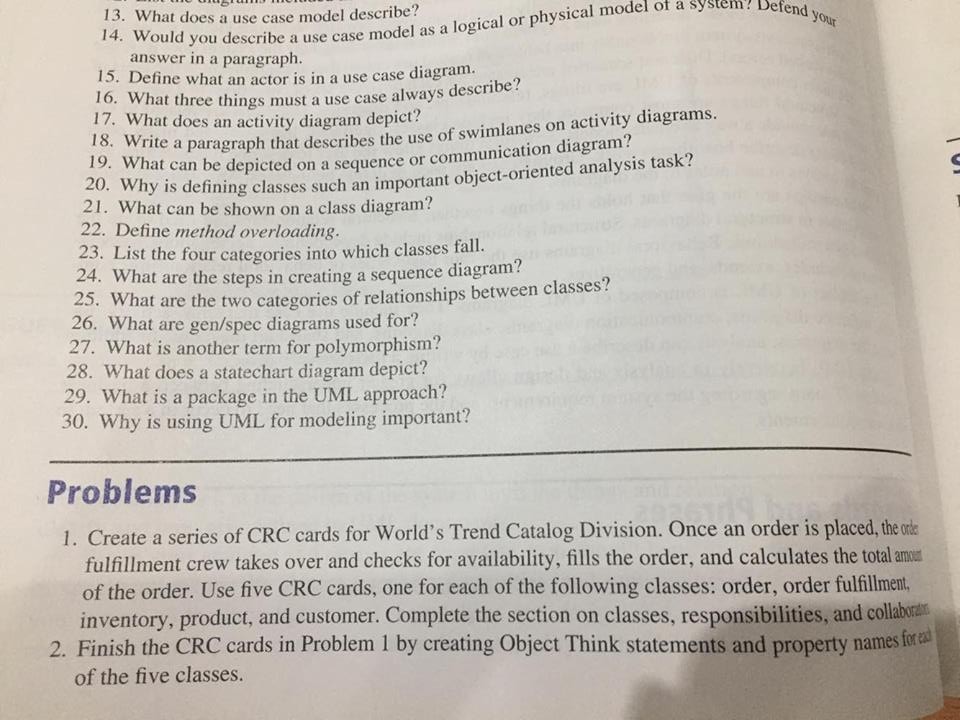 13. What does a use case model describe?
14. Would you describe a use case model as a logical or physical model of a system? Defend your
answer in a paragraph.
15. Define what an actor is in a use case diagram.
16. What three things must a use case always describe?
17. What does an activity diagram depict?
18. Write a paragraph that describes the use of swimlanes on activity diagrams.
19. What can be depicted on a sequence or communication diagram?
20. Why is defining classes such an important object-oriented analysis task?
21. What can be shown on a class diagram?
22. Define method overloading.
23. List the four categories into which classes fall.
24. What are the steps in creating a sequence diagram?
25. What are the two categories of relationships between classes?
26. What are gen/spec diagrams used for?
27. What is another term for polymorphism?
28. What does a statechart diagram depict?
29. What is a package in the UML approach?
30. Why is using UML for modeling important?
Problems
1. Create a series of CRC cards for World's Trend Catalog Division. Once an order is placed, the order
fulfillment crew takes over and checks for availability, fills the order, and calculates the total amount
of the order. Use five CRC cards, one for each of the following classes: order, order fulfillment,
inventory, product, and customer. Complete the section on classes, responsibilities, and collaborators
2. Finish the CRC cards in Problem 1 by creating Object Think statements and property names for each
of the five classes.